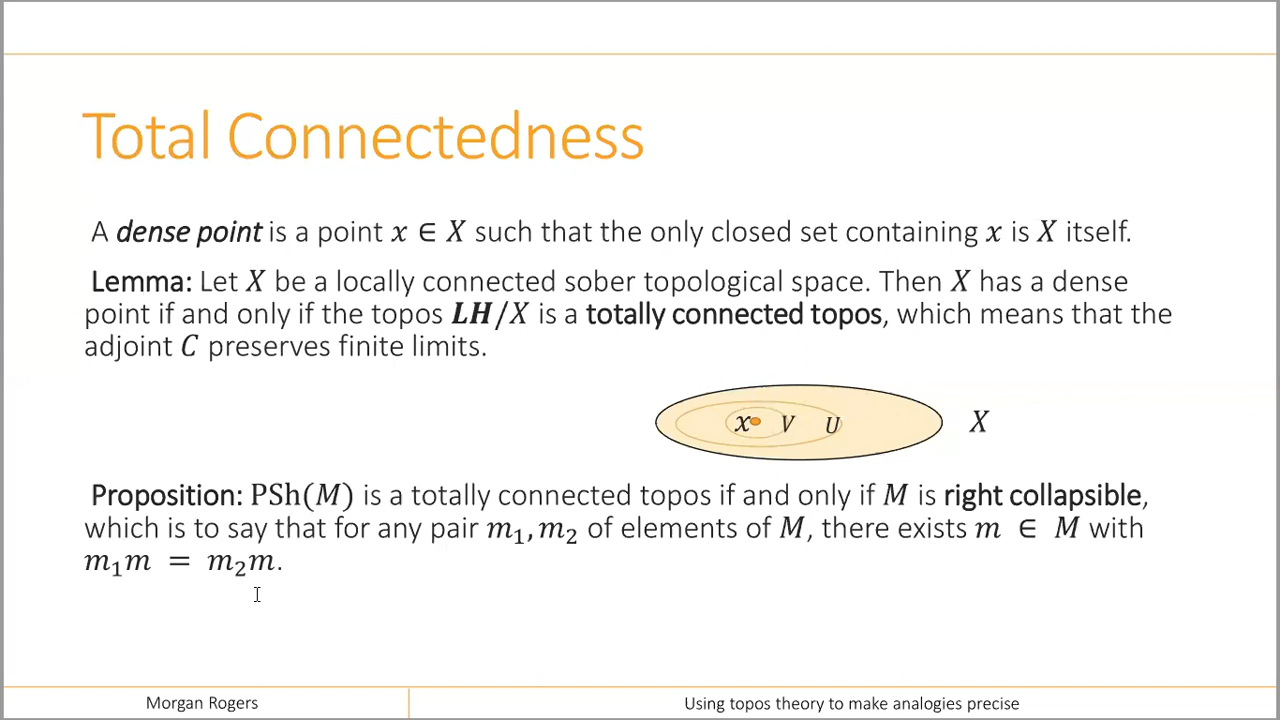 Total Connectedness
A dense point is a point x ∈ X such that the only closed set containing x is X itself.
Lemma: Let X be a locally connected sober topological space. Then X has a dense
point if and only if the topos LH/X is a totally connected topos, which means that the
adjoint C preserves finite limits.
x V U X
Proposition: PSh(M) is a totally connected topos if and only if M is right collapsible,
which is to say that for any pair m₁, m₂ of elements of M, there exists m ∈ M with
m₁m = m₂m.
Morgan Rogers
Using topos theory to make analogies precise